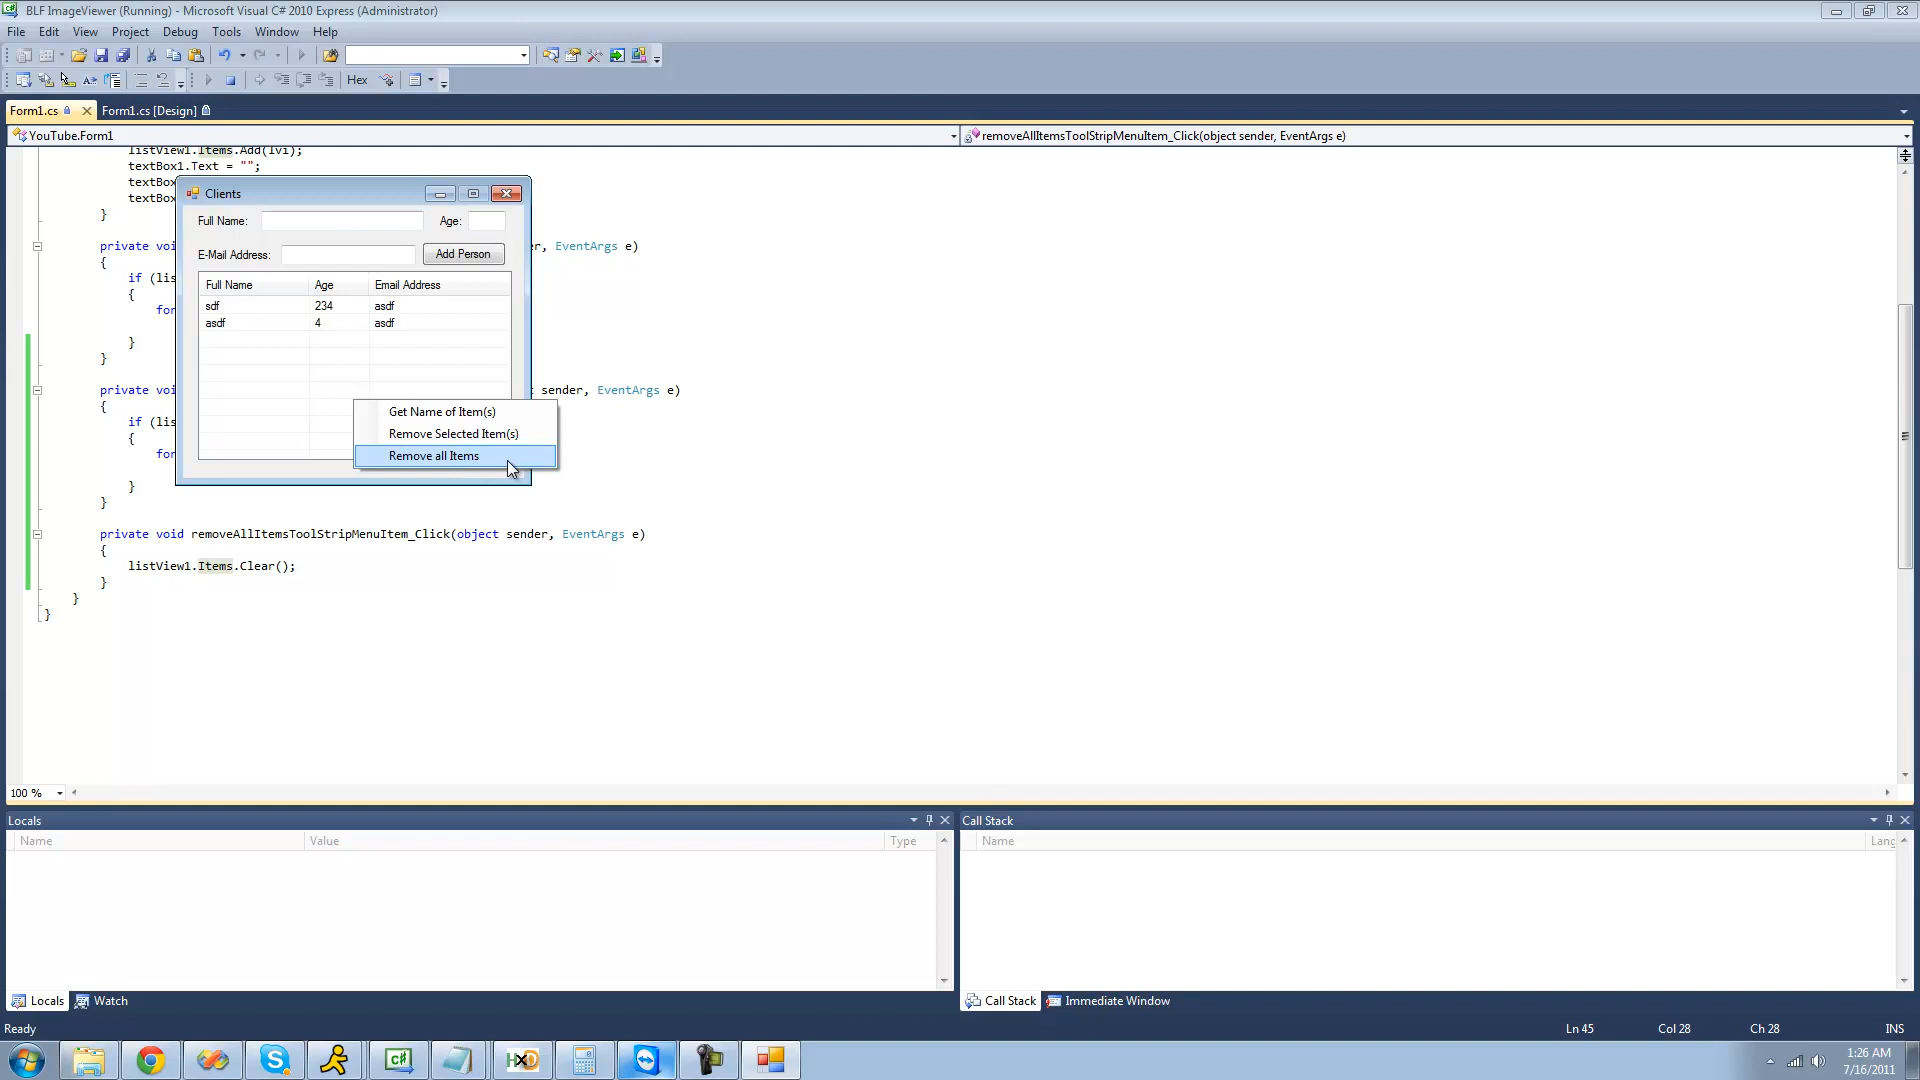 BLF ImageViewer (Running) - Microsoft Visual C# 2010 Express (Administrator)
File Edit View Project Debug Tools Window Help
Hex
Form1.cs Form1.cs [Design]
YouTube.Form1 removeAllItemsToolStripMenuItem_Click(object sender, EventArgs e)
listView1.Items.Add(lvi);
textBox1.Text = "";
textBox
textBox
}
Clients
Full Name: Age:
E-Mail Address: Add Person
Full Name Age Email Address
sdf 234 asdf
asdf 4 asdf
Get Name of Item(s)
Remove Selected Item(s)
Remove all Items
private voi r, EventArgs e)
{
if (lis
{
for
}
}
private voi sender, EventArgs e)
{
if (lis
{
for
}
}
private void removeAllItemsToolStripMenuItem_Click(object sender, EventArgs e)
{
listView1.Items.Clear();
}
}
}
100 %
Locals
Name Value Type
Call Stack
Name Lang
Locals Watch
Call Stack Immediate Window
Ready Ln 45 Col 28 Ch 28 INS
1:26 AM
7/16/2011